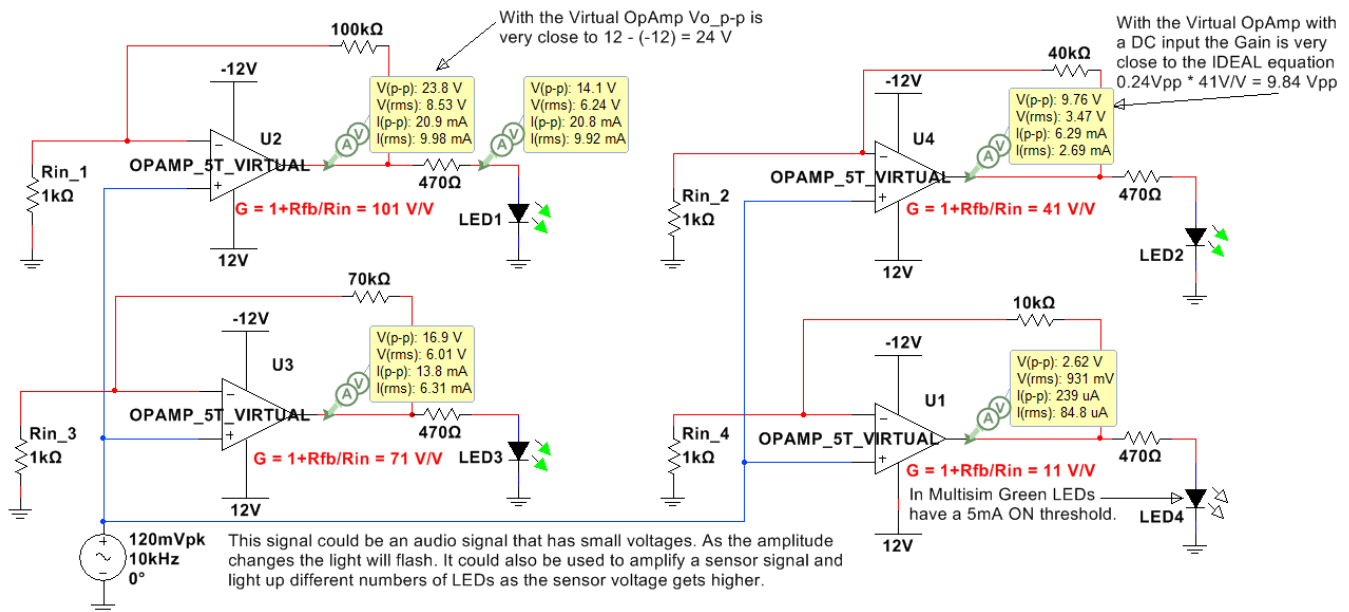 With the Virtual OpAmp Vo_p-p is
very close to 12 - (-12) = 24 V
100kΩ
-12V
V(p-p): 23.8 V
V(rms): 8.53 V
I(p-p): 20.9 mA
I(rms): 9.98 mA
V(p-p): 14.1 V
V(rms): 6.24 V
I(p-p): 20.8 mA
I(rms): 9.92 mA
A
V
A
V
U2
OPAMP_5T_VIRTUAL
Rin_1
1kΩ
470Ω
G = 1+Rfb/Rin = 101 V/V
LED1
12V
With the Virtual OpAmp with
a DC input the Gain is very
close to the IDEAL equation
0.24Vpp * 41V/V = 9.84 Vpp
40kΩ
-12V
V(p-p): 9.76 V
V(rms): 3.47 V
I(p-p): 6.29 mA
I(rms): 2.69 mA
A
V
U4
OPAMP_5T_VIRTUAL
Rin_2
1kΩ
470Ω
G = 1+Rfb/Rin = 41 V/V
LED2
12V
70kΩ
-12V
V(p-p): 16.9 V
V(rms): 6.01 V
I(p-p): 13.8 mA
I(rms): 6.31 mA
A
V
U3
OPAMP_5T_VIRTUAL
Rin_3
1kΩ
470Ω
G = 1+Rfb/Rin = 71 V/V
LED3
12V
10kΩ
-12V
V(p-p): 2.62 V
V(rms): 931 mV
I(p-p): 239 uA
I(rms): 84.8 uA
A
V
U1
OPAMP_5T_VIRTUAL
Rin_4
1kΩ
470Ω
G = 1+Rfb/Rin = 11 V/V
In Multisim Green LEDs
have a 5mA ON threshold.
LED4
12V
120mVpk
10kHz
0°
This signal could be an audio signal that has small voltages. As the amplitude
changes the light will flash. It could also be used to amplify a sensor signal and
light up different numbers of LEDs as the sensor voltage gets higher.